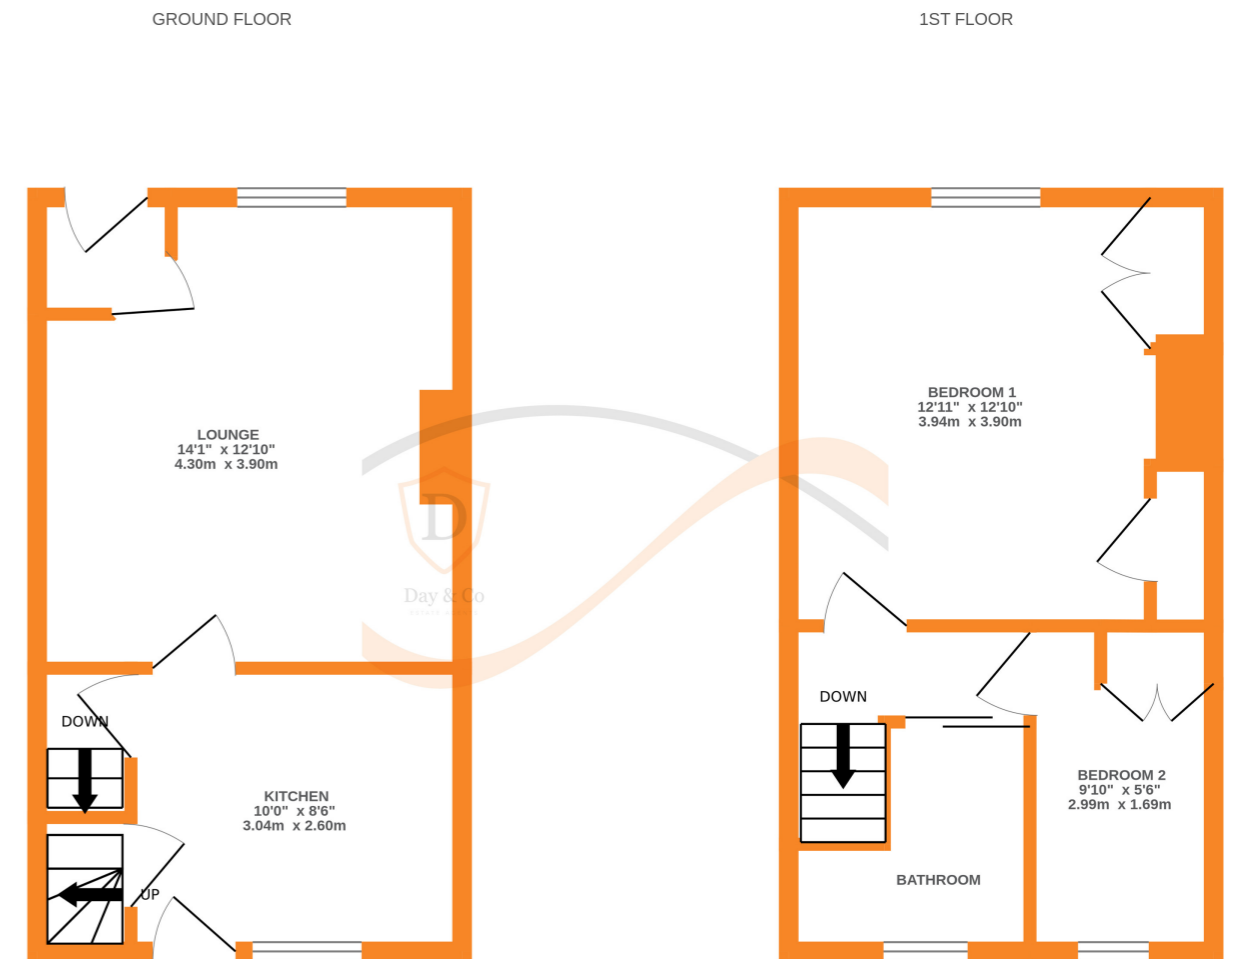 GROUND FLOOR
1ST FLOOR
LOUNGE
14'1" x 12'10"
4.30m x 3.90m
DOWN
KITCHEN
10'0" x 8'6"
3.04m x 2.60m
UP
BEDROOM 1
12'11" x 12'10"
3.94m x 3.90m
DOWN
BEDROOM 2
9'10" x 5'6"
2.99m x 1.69m
BATHROOM
D
Day & Co